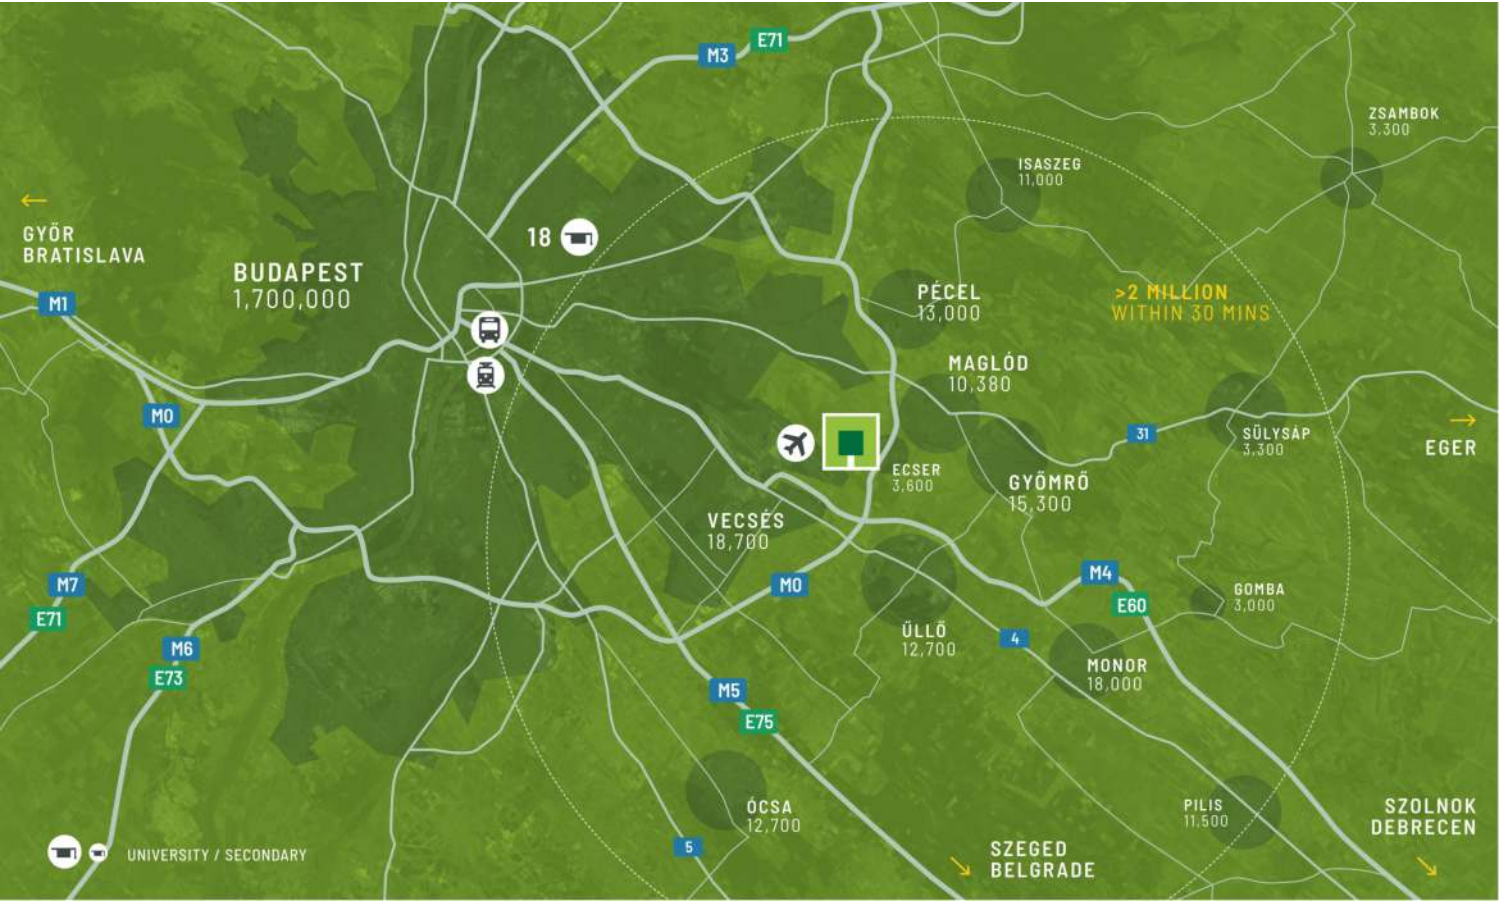 M3
E71
ZSAMBOK
3,300
ISASZEG
11,000
GYŐR
BRATISLAVA
18
BUDAPEST
1,700,000
M1
PÉCEL
13,000
>2 MILLION
WITHIN 30 MINS
MAGLÓD
10,380
M0
31
SÜLYSÁP
3,300
EGER
ECSER
3,600
GYŐMRŐ
15,300
VECSÉS
18,700
M7
E71
M0
M4
E60
GOMBA
3,000
ÜLLŐ
12,700
4
M6
E73
MONOR
18,000
M5
E75
ÓCSA
12,700
PILIS
11,500
SZOLNOK
DEBRECEN
5
UNIVERSITY / SECONDARY
SZEGED
BELGRADE